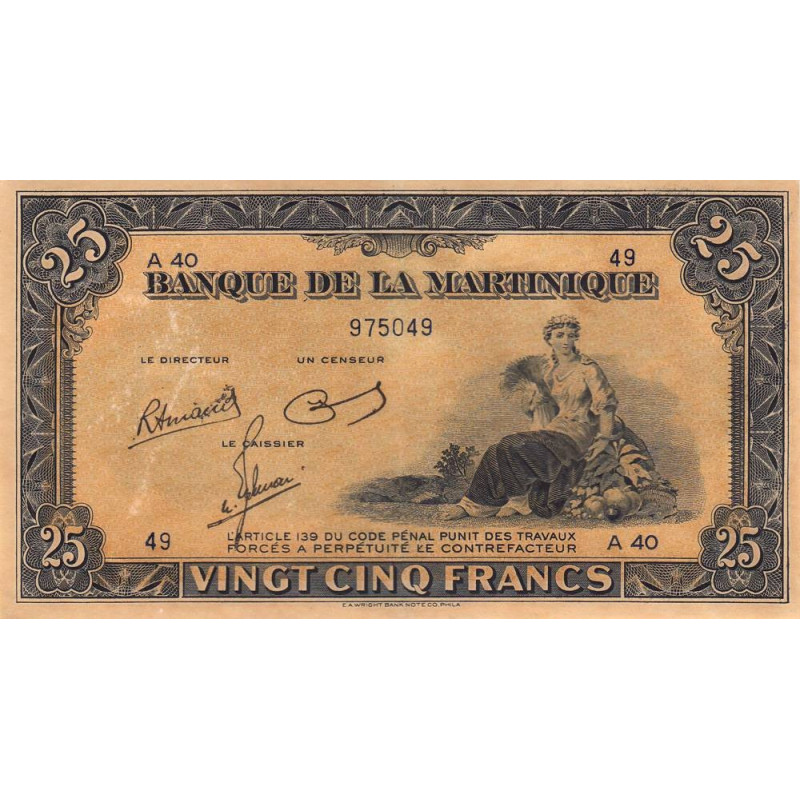 25 25
A 40 49
BANQUE DE LA MARTINIQUE
975049
LE DIRECTEUR UN CENSEUR
LE CAISSIER
L'ARTICLE 139 DU CODE PÉNAL PUNIT DES TRAVAUX
49 A 40
FORCÉS A PERPÉTUITÉ LE CONTREFACTEUR
25 25
VINGT CINQ FRANCS
E.A.WRIGHT BANK NOTE CO. PHILA